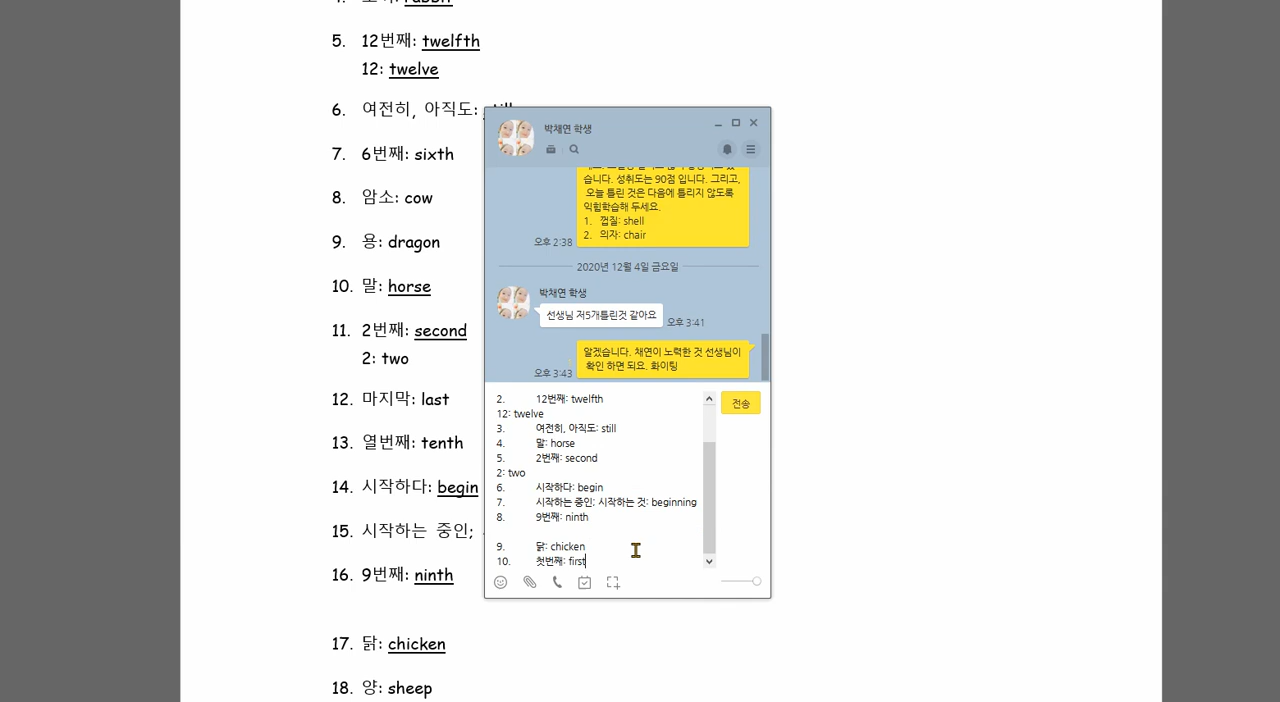 5. 12번째: twelfth
12: twelve
6. 여전히, 아직도:
7. 6번째: sixth
8. 암소: cow
9. 용: dragon
10. 말: horse
11. 2번째: second
2: two
12. 마지막: last
13. 열번째: tenth
14. 시작하다: begin
15. 시작하는 중인;
16. 9번째: ninth
17. 닭: chicken
18. 양: sheep
박채연 학생
습니다. 성취도는 90점 입니다. 그리고,
오늘 틀린 것은 다음에 틀리지 않도록
익힘학습해 두세요.
1. 껍질: shell
2. 의자: chair
오후 2:38
2020년 12월 4일 금요일
박채연 학생
선생님 저5개틀린것 같아요
오후 3:41
알겠습니다. 채연이 노력한 것 선생님이
확인 하면 되요. 화이팅
오후 3:43
2. 12번째: twelfth
12: twelve
3. 여전히, 아직도: still
4. 말: horse
5. 2번째: second
2: two
6. 시작하다: begin
7. 시작하는 중인; 시작하는 것: beginning
8. 9번째: ninth
9. 닭: chicken
10. 첫번째: first
전송